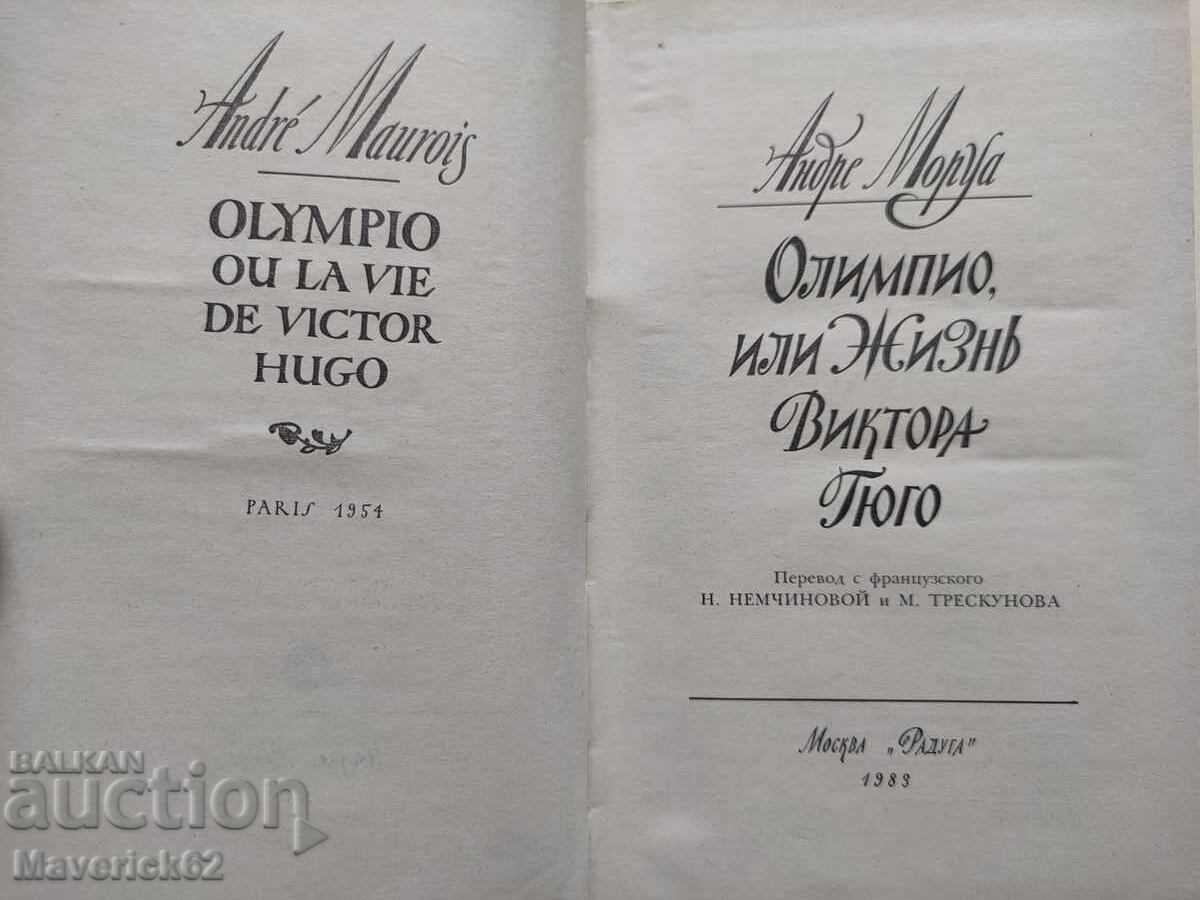 André Maurois
OLYMPIO
OU LA VIE
DE VICTOR
HUGO
PARIS 1954
Андре Моруа
Олимпио,
или Жизнь
Виктора
Гюго
Перевод с французского
Н. НЕМЧИНОВОЙ и М. ТРЕСКУНОВА
Москва „Радуга"
1983
BALKAN
auction
Maverick62